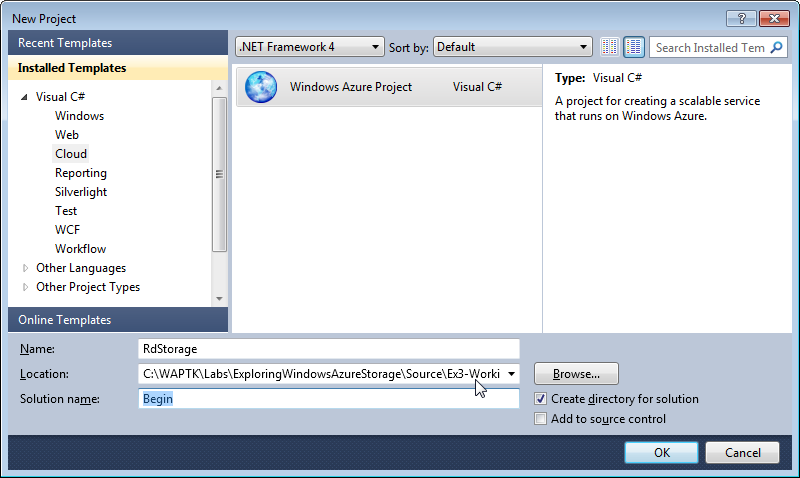 New Project
Recent Templates
Installed Templates
Visual C#
Windows
Web
Cloud
Reporting
Silverlight
Test
WCF
Workflow
Other Languages
Other Project Types
Online Templates
.NET Framework 4 Sort by: Default Search Installed Tem
Windows Azure Project Visual C#
Type: Visual C#
A project for creating a scalable service
that runs on Windows Azure.
Name: RdStorage
Location: C:\WAPTK\Labs\ExploringWindowsAzureStorage\Source\Ex3-Worki Browse...
Solution name: Begin
Create directory for solution
Add to source control
OK Cancel